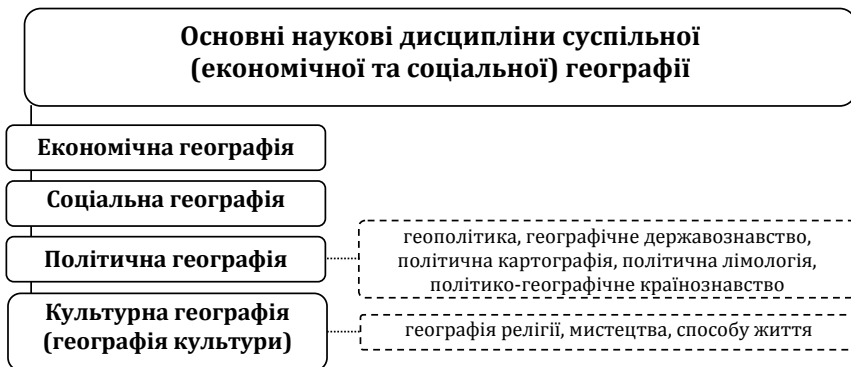 Основні наукові дисципліни суспільної
(економічної та соціальної) географії
Економічна географія
Соціальна географія
Політична географія
геополітика, географічне державознавство,
політична картографія, політична лімологія,
політико-географічне країнознавство
Культурна географія
(географія культури)
географія релігії, мистецтва, способу життя